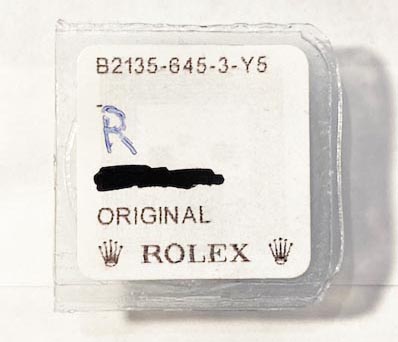 B2135-645-3-Y5
R
ORIGINAL
ROLEX